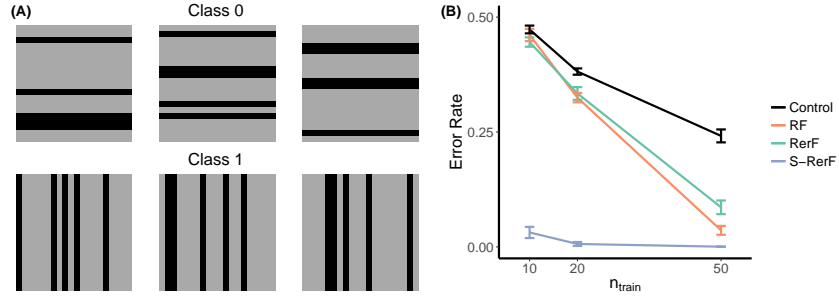 (A)
Class 0
Class 1
(B)
Error Rate
0.50
0.25
0.00
10
20
50
n_train
Control
RF
RerF
S−RerF